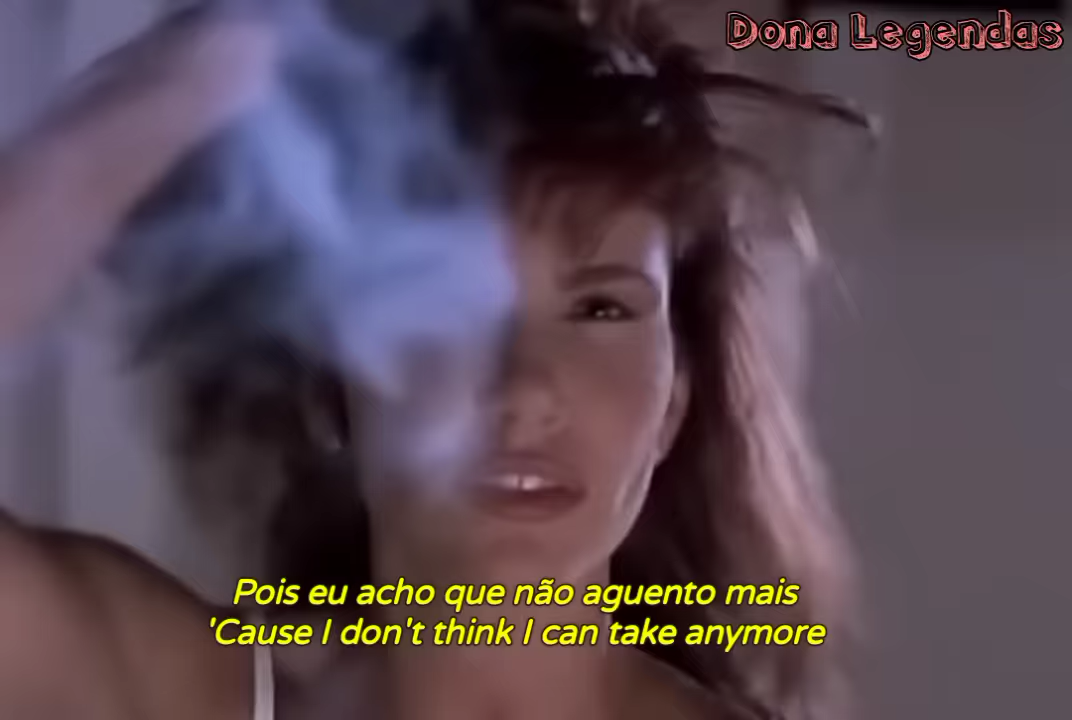 Dona Legendas
Pois eu acho que não aguento mais
'Cause I don't think I can take anymore